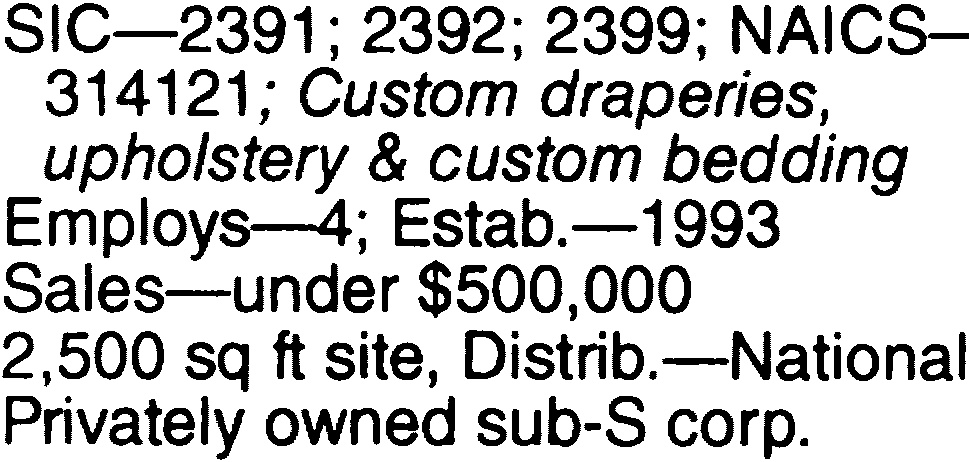 SIC—2391; 2392; 2399; NAICS—
314121; Custom draperies,
upholstery & custom bedding
Employs—4; Estab.—1993
Sales—under $500,000
2,500 sq ft site, Distrib.—National
Privately owned sub-S corp.